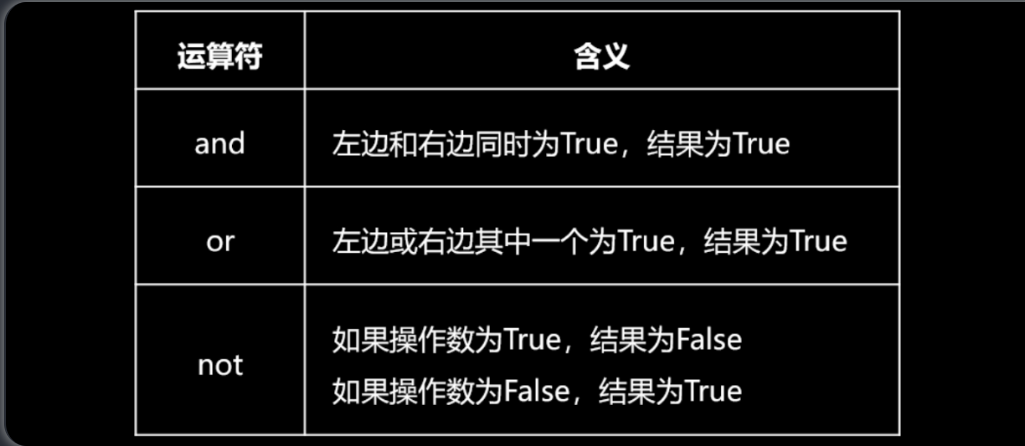 运算符 含义
and 左边和右边同时为True，结果为True
or 左边或右边其中一个为True，结果为True
not 如果操作数为True，结果为False
如果操作数为False，结果为True